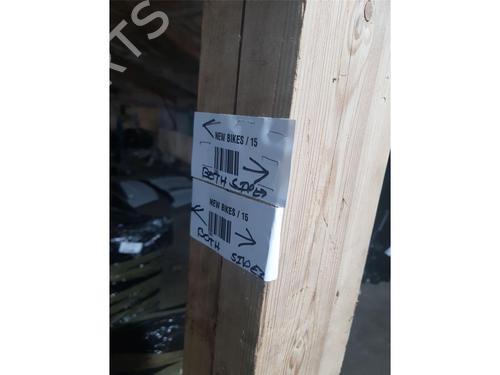 NEW BIKES / 15
BOTH SIDES
NEW BIKES / 15
BOTH SIDES